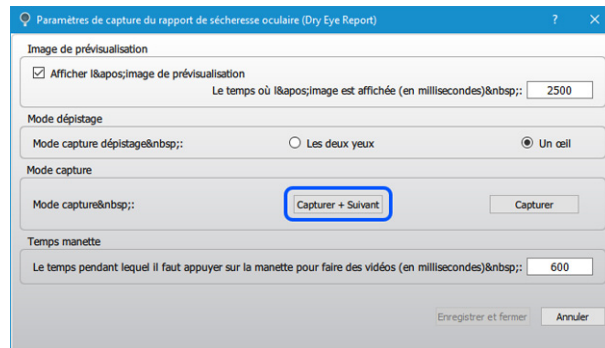 Paramètres de capture du rapport de sécheresse oculaire (Dry Eye Report) ? ×
Image de prévisualisation
Afficher l&apos;image de prévisualisation
Le temps où l&apos;image est affichée (en millisecondes)&nbsp;: 2500
Mode dépistage
Mode capture dépistage&nbsp;: Les deux yeux Un œil
Mode capture
Mode capture&nbsp;: Capturer + Suivant Capturer
Temps manette
Le temps pendant lequel il faut appuyer sur la manette pour faire des vidéos (en millisecondes)&nbsp;: 600
Enregistrer et fermer Annuler